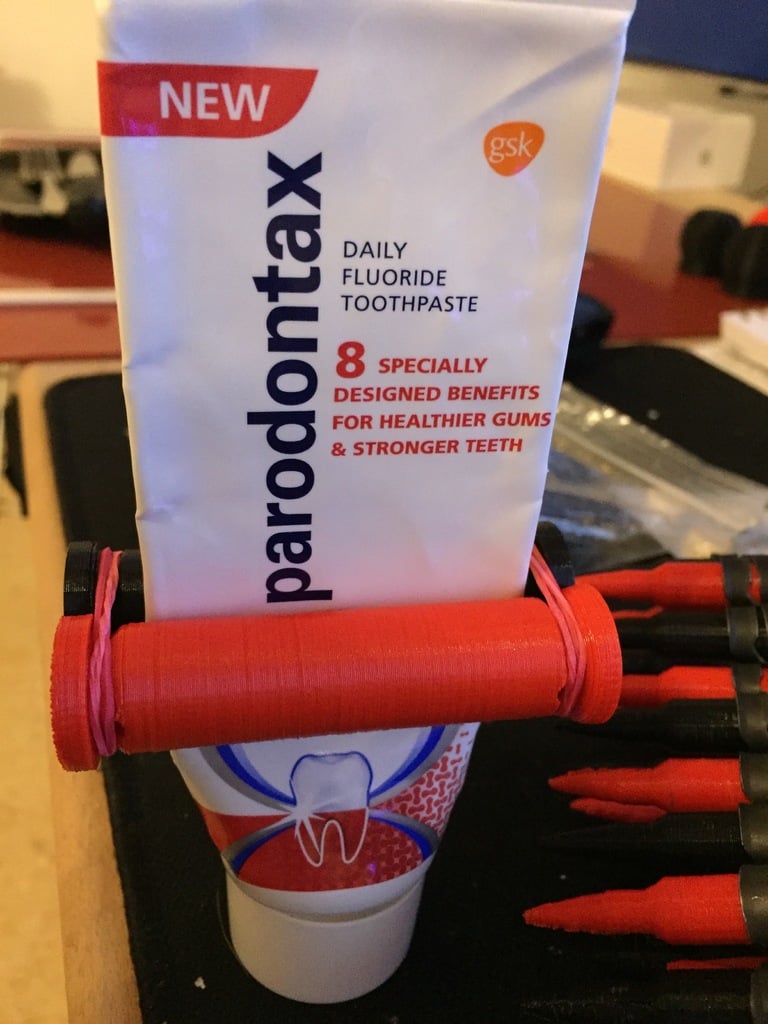 NEW
gsk
parodontax
DAILY
FLUORIDE
TOOTHPASTE
8 SPECIALLY
DESIGNED BENEFITS
FOR HEALTHIER GUMS
& STRONGER TEETH